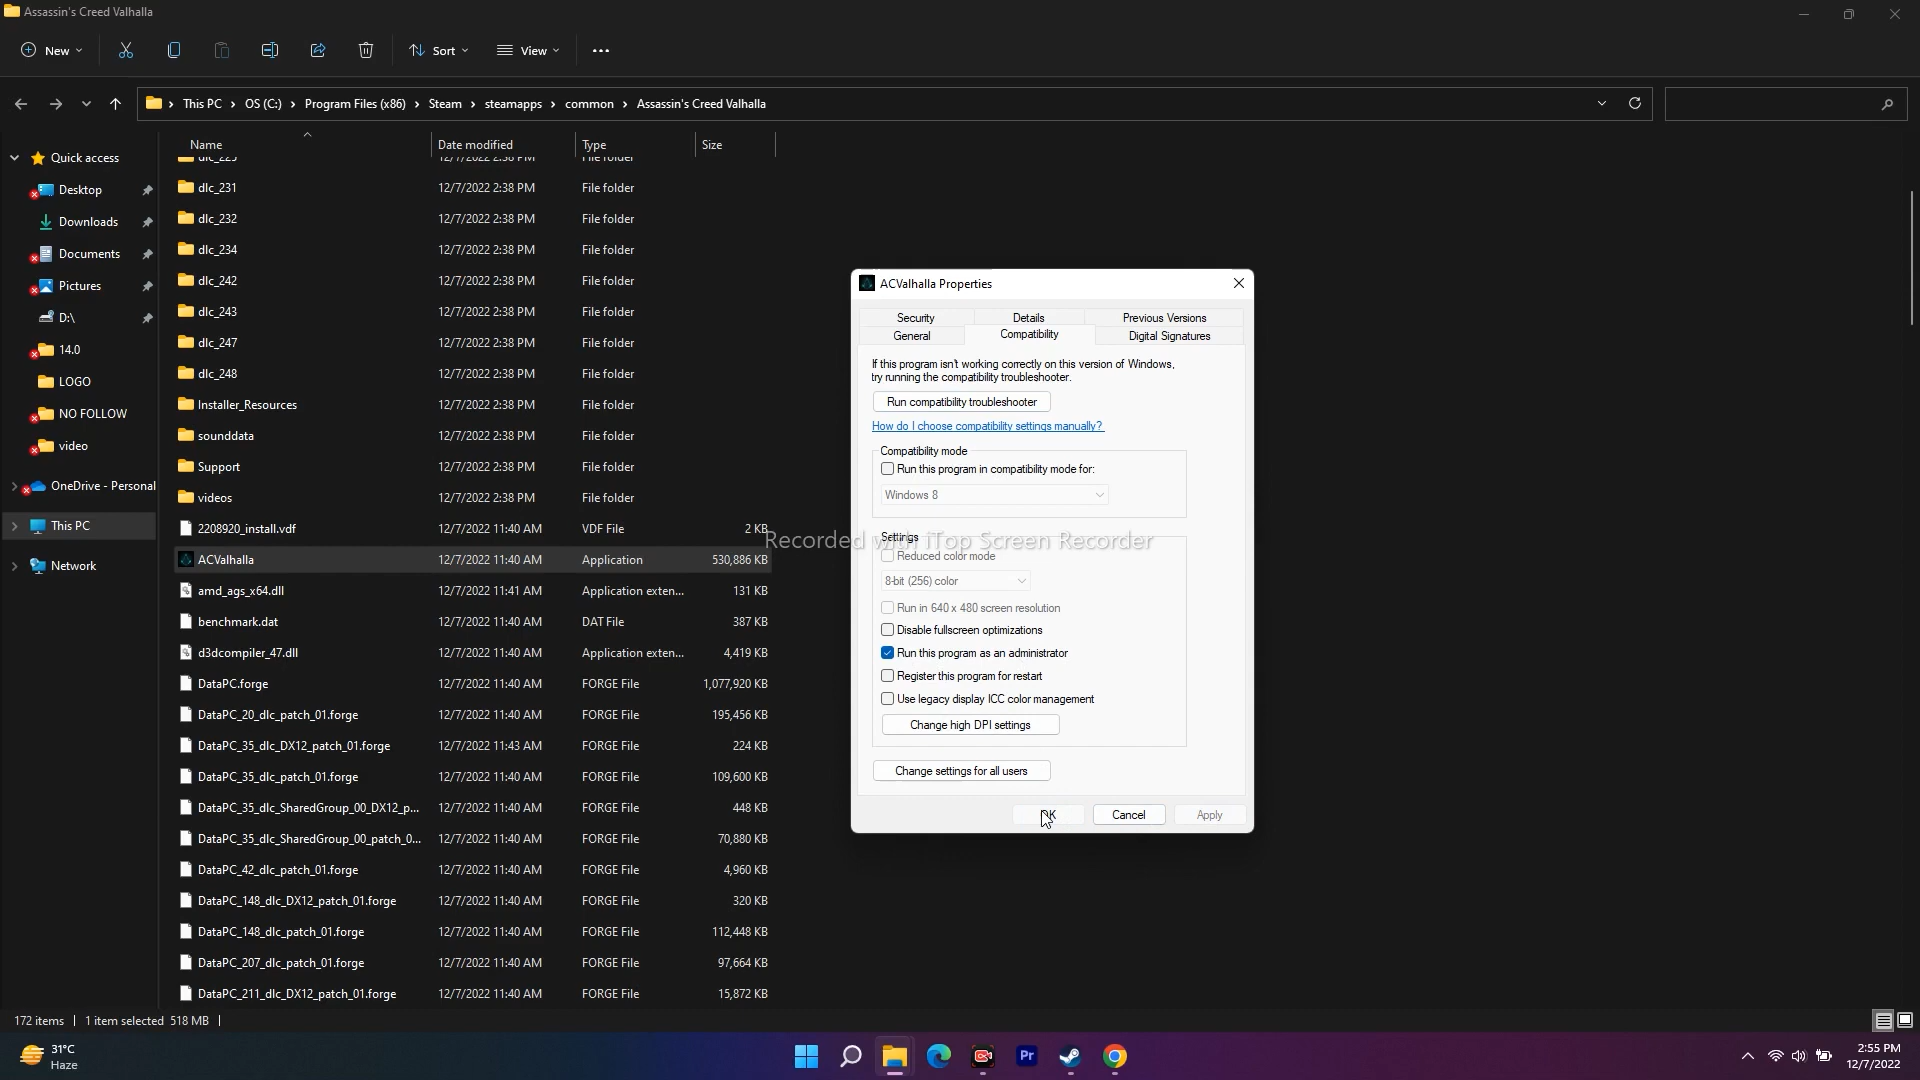 Assassin's Creed Valhalla
New
Sort
View
This PC
OS (C:)
Program Files (x86)
Steam
steamapps
common
Assassin's Creed Valhalla
Quick access
Desktop
Downloads
Documents
Pictures
D:\
14.0
LOGO
NO FOLLOW
video
OneDrive - Personal
This PC
Network
Name Date modified Type Size
dlc_231 12/7/2022 2:38 PM File folder
dlc_232 12/7/2022 2:38 PM File folder
dlc_234 12/7/2022 2:38 PM File folder
dlc_242 12/7/2022 2:38 PM File folder
dlc_243 12/7/2022 2:38 PM File folder
dlc_247 12/7/2022 2:38 PM File folder
dlc_248 12/7/2022 2:38 PM File folder
Installer_Resources 12/7/2022 2:38 PM File folder
sounddata 12/7/2022 2:38 PM File folder
Support 12/7/2022 2:38 PM File folder
videos 12/7/2022 2:38 PM File folder
2208920_install.vdf 12/7/2022 11:40 AM VDF File 2 KB
ACValhalla 12/7/2022 11:40 AM Application 530,886 KB
amd_ags_x64.dll 12/7/2022 11:41 AM Application exten... 131 KB
benchmark.dat 12/7/2022 11:40 AM DAT File 387 KB
d3dcompiler_47.dll 12/7/2022 11:40 AM Application exten... 4,419 KB
DataPC.forge 12/7/2022 11:40 AM FORGE File 1,077,920 KB
DataPC_20_dlc_patch_01.forge 12/7/2022 11:40 AM FORGE File 195,456 KB
DataPC_35_dlc_DX12_patch_01.forge 12/7/2022 11:43 AM FORGE File 224 KB
DataPC_35_dlc_patch_01.forge 12/7/2022 11:40 AM FORGE File 109,600 KB
DataPC_35_dlc_SharedGroup_00_DX12_p... 12/7/2022 11:40 AM FORGE File 448 KB
DataPC_35_dlc_SharedGroup_00_patch_0... 12/7/2022 11:40 AM FORGE File 70,880 KB
DataPC_42_dlc_patch_01.forge 12/7/2022 11:40 AM FORGE File 4,960 KB
DataPC_148_dlc_DX12_patch_01.forge 12/7/2022 11:40 AM FORGE File 320 KB
DataPC_148_dlc_patch_01.forge 12/7/2022 11:40 AM FORGE File 112,448 KB
DataPC_207_dlc_patch_01.forge 12/7/2022 11:40 AM FORGE File 97,664 KB
DataPC_211_dlc_DX12_patch_01.forge 12/7/2022 11:40 AM FORGE File 15,872 KB
ACValhalla Properties
Security Details Previous Versions
General Compatibility Digital Signatures
If this program isn't working correctly on this version of Windows,
try running the compatibility troubleshooter.
Run compatibility troubleshooter
How do I choose compatibility settings manually?
Compatibility mode
Run this program in compatibility mode for:
Windows 8
Recorded with iTop Screen Recorder
Settings
Reduced color mode
8-bit (256) color
Run in 640 x 480 screen resolution
Disable fullscreen optimizations
Run this program as an administrator
Register this program for restart
Use legacy display ICC color management
Change high DPI settings
Change settings for all users
OK Cancel Apply
172 items 1 item selected 518 MB
31°C
Haze
Pr
2:55 PM
12/7/2022